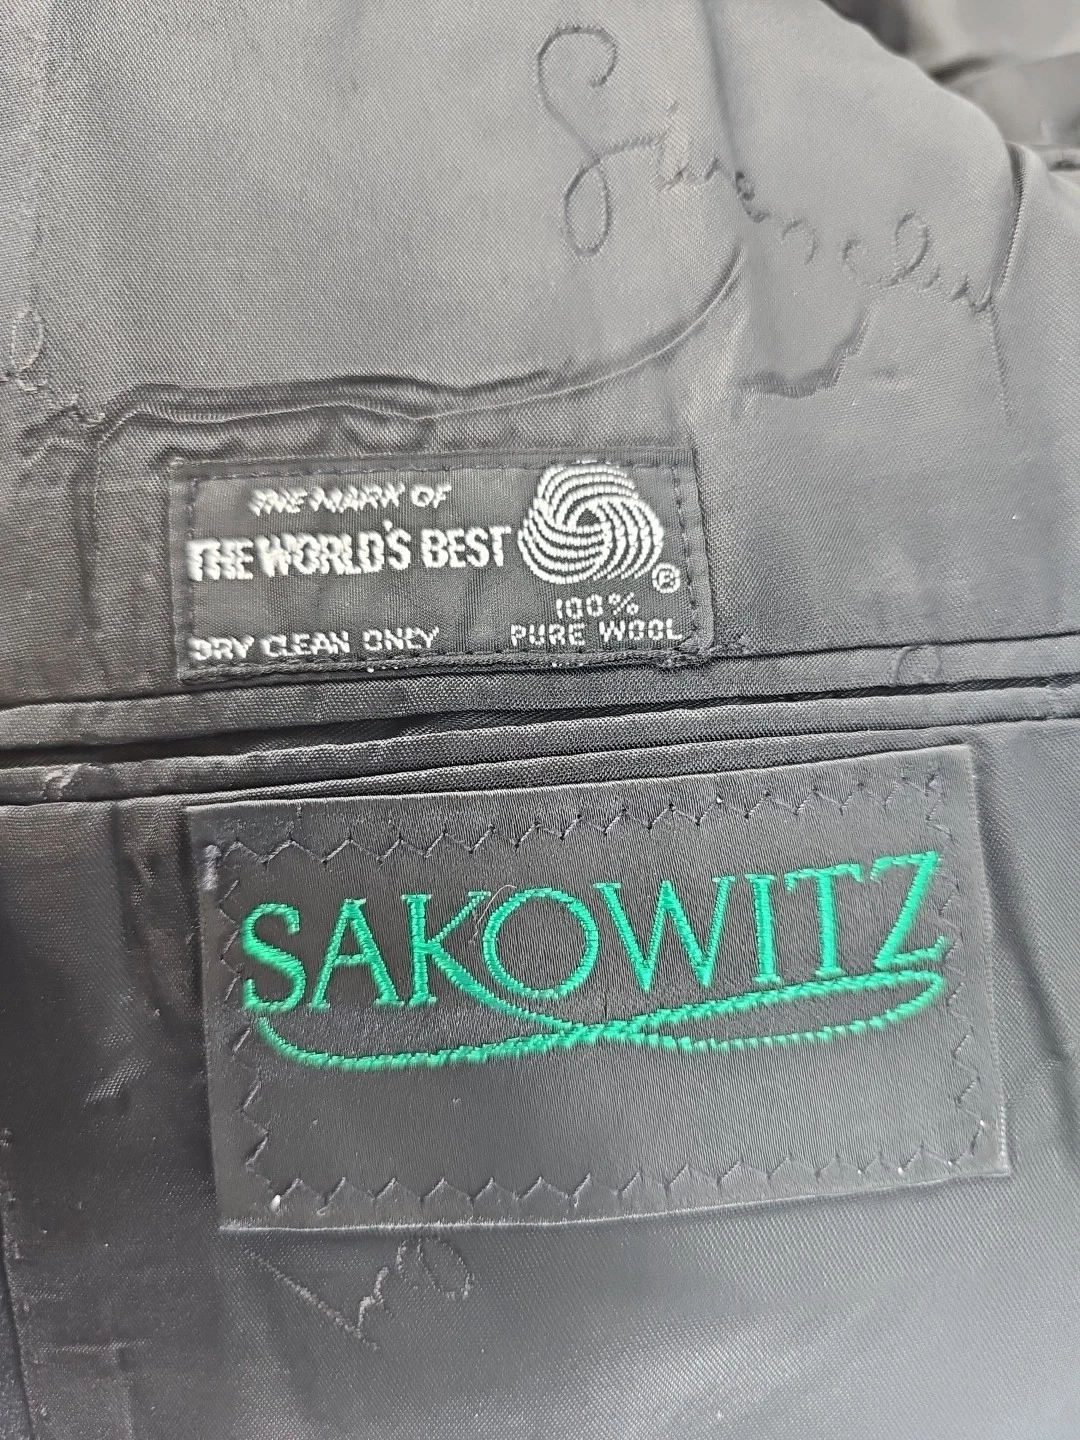 THE MARK OF
THE WORLD'S BEST
®
100%
DRY CLEAN ONLY
PURE WOOL
SAKOWITZ